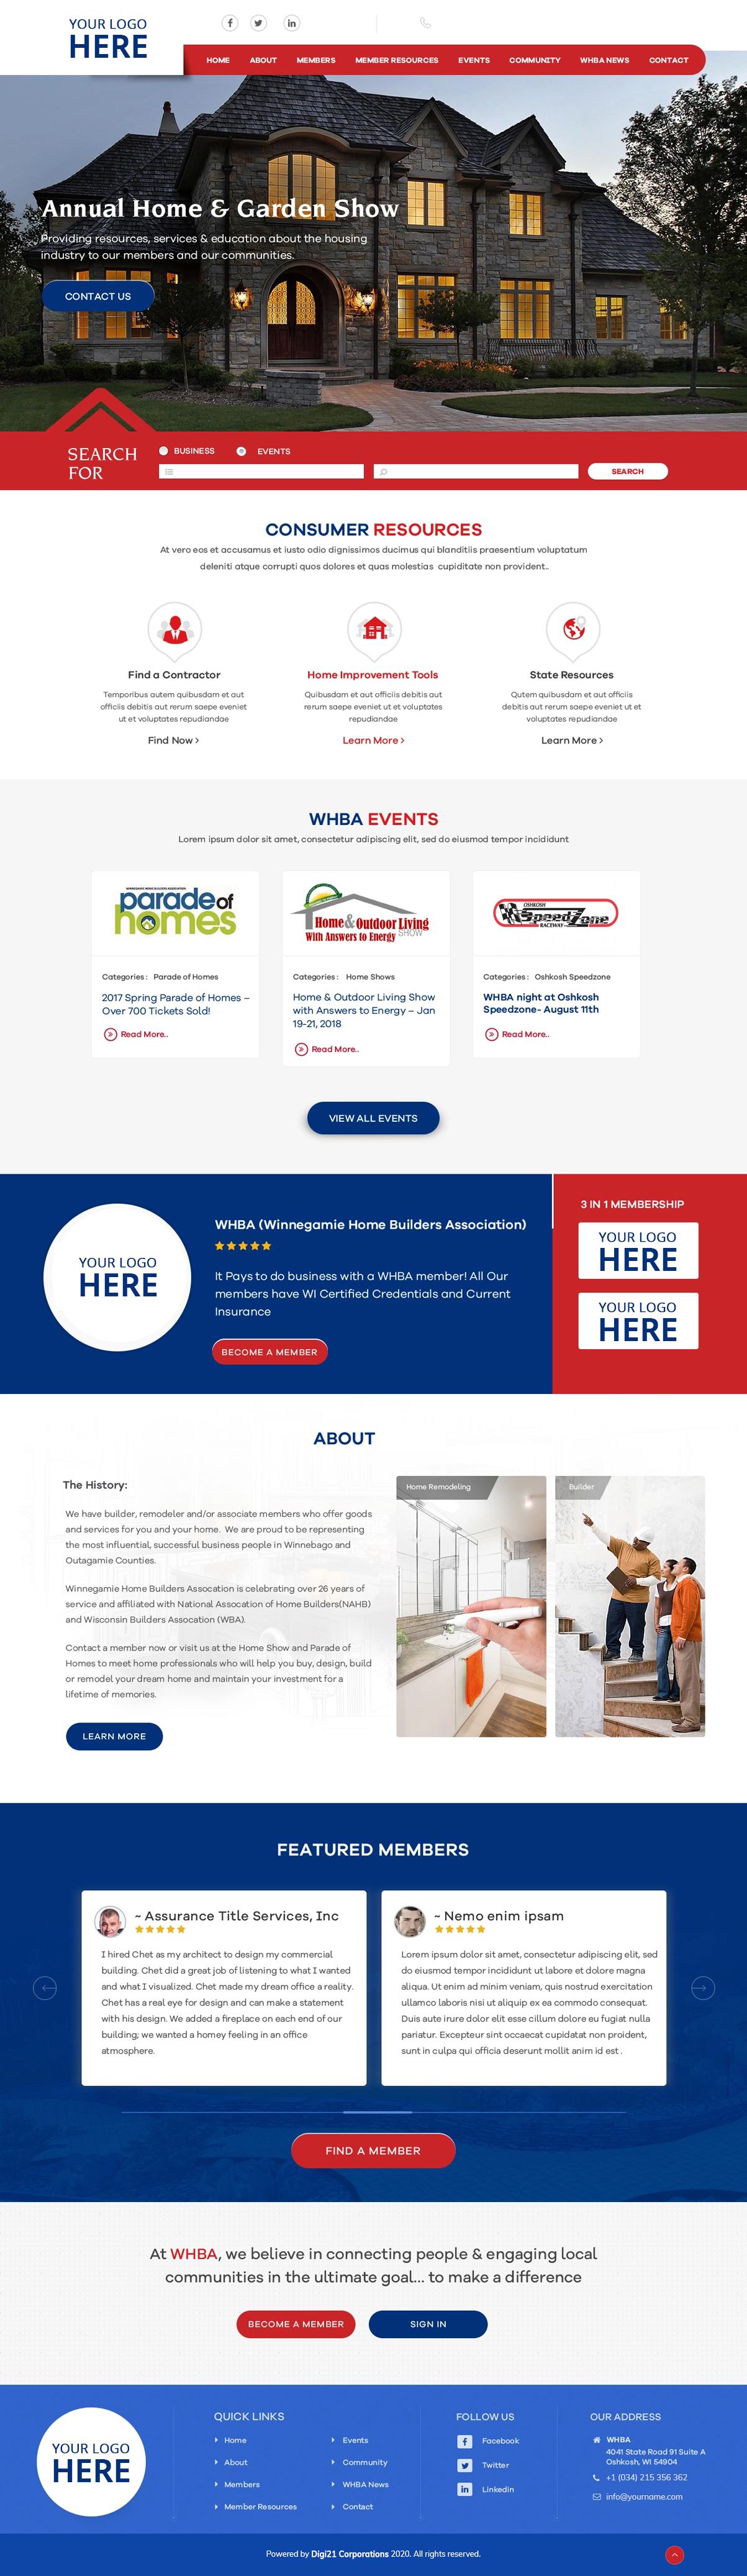 YOUR LOGO
HERE
HOME ABOUT MEMBERS MEMBER RESOURCES EVENTS COMMUNITY WHBA NEWS CONTACT
Annual Home & Garden Show
Providing resources, services & education about the housing
industry to our members and our communities.
CONTACT US
SEARCH
FOR
BUSINESS EVENTS
SEARCH
CONSUMER RESOURCES
At vero eos et accusamus et iusto odio dignissimos ducimus qui blanditiis praesentium voluptatum
deleniti atque corrupti quos dolores et quas molestias cupiditate non provident..
Find a Contractor
Temporibus autem quibusdam et aut
officiis debitis aut rerum saepe eveniet
ut et voluptates repudiandae
Find Now >
Home Improvement Tools
Quibusdam et aut officiis debitis aut
rerum saepe eveniet ut et voluptates
repudiandae
Learn More >
State Resources
Qutem quibusdam et aut officiis
debitis aut rerum saepe eveniet ut et
voluptates repudiandae
Learn More >
WHBA EVENTS
Lorem ipsum dolor sit amet, consectetur adipiscing elit, sed do eiusmod tempor incididunt
WINNEGAMIE HOME BUILDERS ASSOCIATION
parade of
homes
Categories : Parade of Homes
2017 Spring Parade of Homes –
Over 700 Tickets Sold!
Read More..
Home & Outdoor Living
With Answers to Energy SHOW
Categories : Home Shows
Home & Outdoor Living Show
with Answers to Energy – Jan
19-21, 2018
Read More..
OSHKOSH
SpeedZone
RACEWAY
Categories : Oshkosh Speedzone
WHBA night at Oshkosh
Speedzone- August 11th
Read More..
VIEW ALL EVENTS
YOUR LOGO
HERE
WHBA (Winnegamie Home Builders Association)
It Pays to do business with a WHBA member! All Our
members have WI Certified Credentials and Current
Insurance
BECOME A MEMBER
3 IN 1 MEMBERSHIP
YOUR LOGO
HERE
YOUR LOGO
HERE
ABOUT
The History:
We have builder, remodeler and/or associate members who offer goods
and services for you and your home. We are proud to be representing
the most influential, successful business people in Winnebago and
Outagamie Counties.
Winnegamie Home Builders Assocation is celebrating over 26 years of
service and affiliated with National Assocation of Home Builders(NAHB)
and Wisconsin Builders Assocation (WBA).
Contact a member now or visit us at the Home Show and Parade of
Homes to meet home professionals who will help you buy, design, build
or remodel your dream home and maintain your investment for a
lifetime of memories.
LEARN MORE
Home Remodeling
Builder
FEATURED MEMBERS
~ Assurance Title Services, Inc
I hired Chet as my architect to design my commercial
building. Chet did a great job of listening to what I wanted
and what I visualized. Chet made my dream office a reality.
Chet has a real eye for design and can make a statement
with his design. We added a fireplace on each end of our
building; we wanted a homey feeling in an office
atmosphere.
~ Nemo enim ipsam
Lorem ipsum dolor sit amet, consectetur adipiscing elit, sed
do eiusmod tempor incididunt ut labore et dolore magna
aliqua. Ut enim ad minim veniam, quis nostrud exercitation
ullamco laboris nisi ut aliquip ex ea commodo consequat.
Duis aute irure dolor elit esse cillum dolore eu fugiat nulla
pariatur. Excepteur sint occaecat cupidatat non proident,
sunt in culpa qui officia deserunt mollit anim id est .
FIND A MEMBER
At WHBA, we believe in connecting people & engaging local
communities in the ultimate goal... to make a difference
BECOME A MEMBER
SIGN IN
YOUR LOGO
HERE
QUICK LINKS
Home
About
Members
Member Resources
Events
Community
WHBA News
Contact
FOLLOW US
Facebook
Twitter
Linkedin
OUR ADDRESS
WHBA
4041 State Road 91 Suite A
Oshkosh, WI 54904
+1 (034) 215 356 362
info@yourname.com
Powered by Digi21 Corporations 2020. All rights reserved.